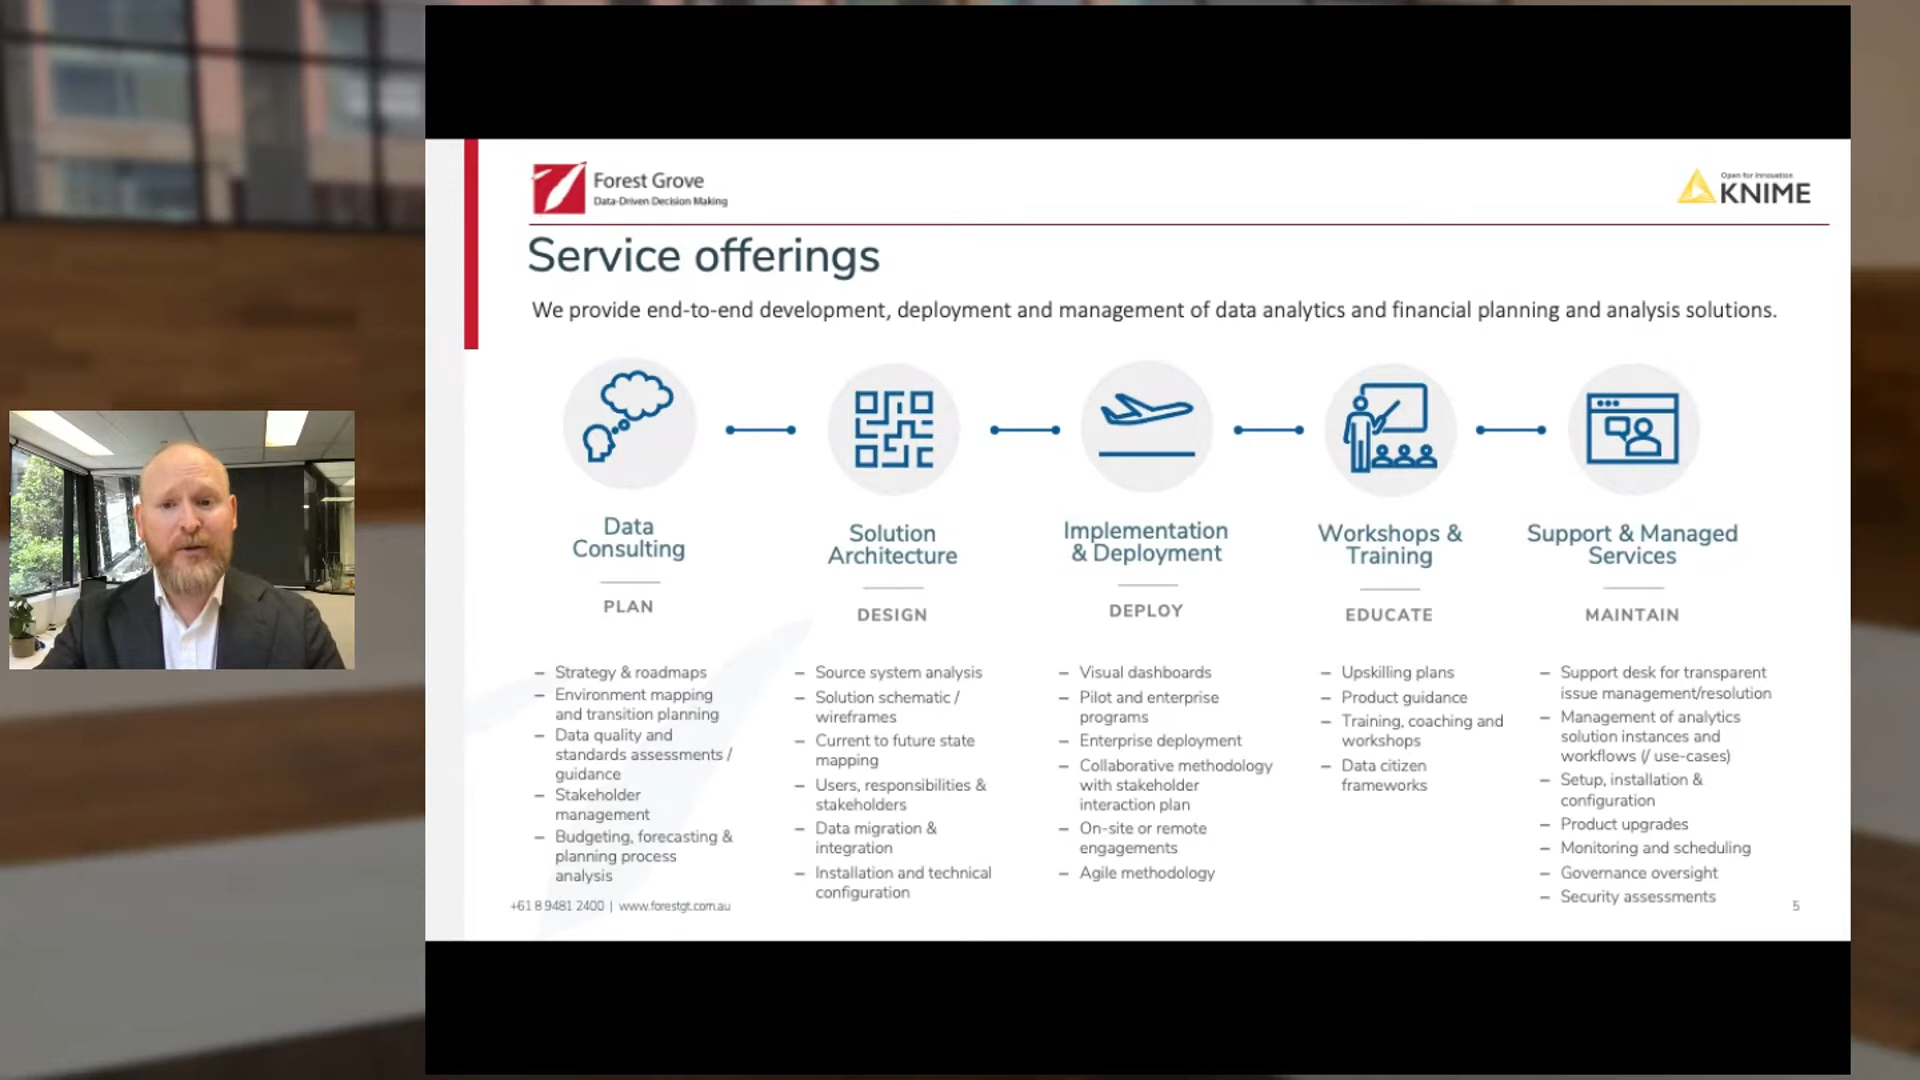 Forest Grove
Data-Driven Decision Making
Open for Innovation
KNIME
Service offerings
We provide end-to-end development, deployment and management of data analytics and financial planning and analysis solutions.
Data
Consulting
PLAN
– Strategy & roadmaps
– Environment mapping
and transition planning
– Data quality and
standards assessments /
guidance
– Stakeholder
management
– Budgeting, forecasting &
planning process
analysis
Solution
Architecture
DESIGN
– Source system analysis
– Solution schematic /
wireframes
– Current to future state
mapping
– Users, responsibilities &
stakeholders
– Data migration &
integration
– Installation and technical
configuration
Implementation
& Deployment
DEPLOY
– Visual dashboards
– Pilot and enterprise
programs
– Enterprise deployment
– Collaborative methodology
with stakeholder
interaction plan
– On-site or remote
engagements
– Agile methodology
Workshops &
Training
EDUCATE
– Upskilling plans
– Product guidance
– Training, coaching and
workshops
– Data citizen
frameworks
Support & Managed
Services
MAINTAIN
– Support desk for transparent
issue management/resolution
– Management of analytics
solution instances and
workflows (/ use-cases)
– Setup, installation &
configuration
– Product upgrades
– Monitoring and scheduling
– Governance oversight
– Security assessments
+61 8 9481 2400 | www.forestgt.com.au
5